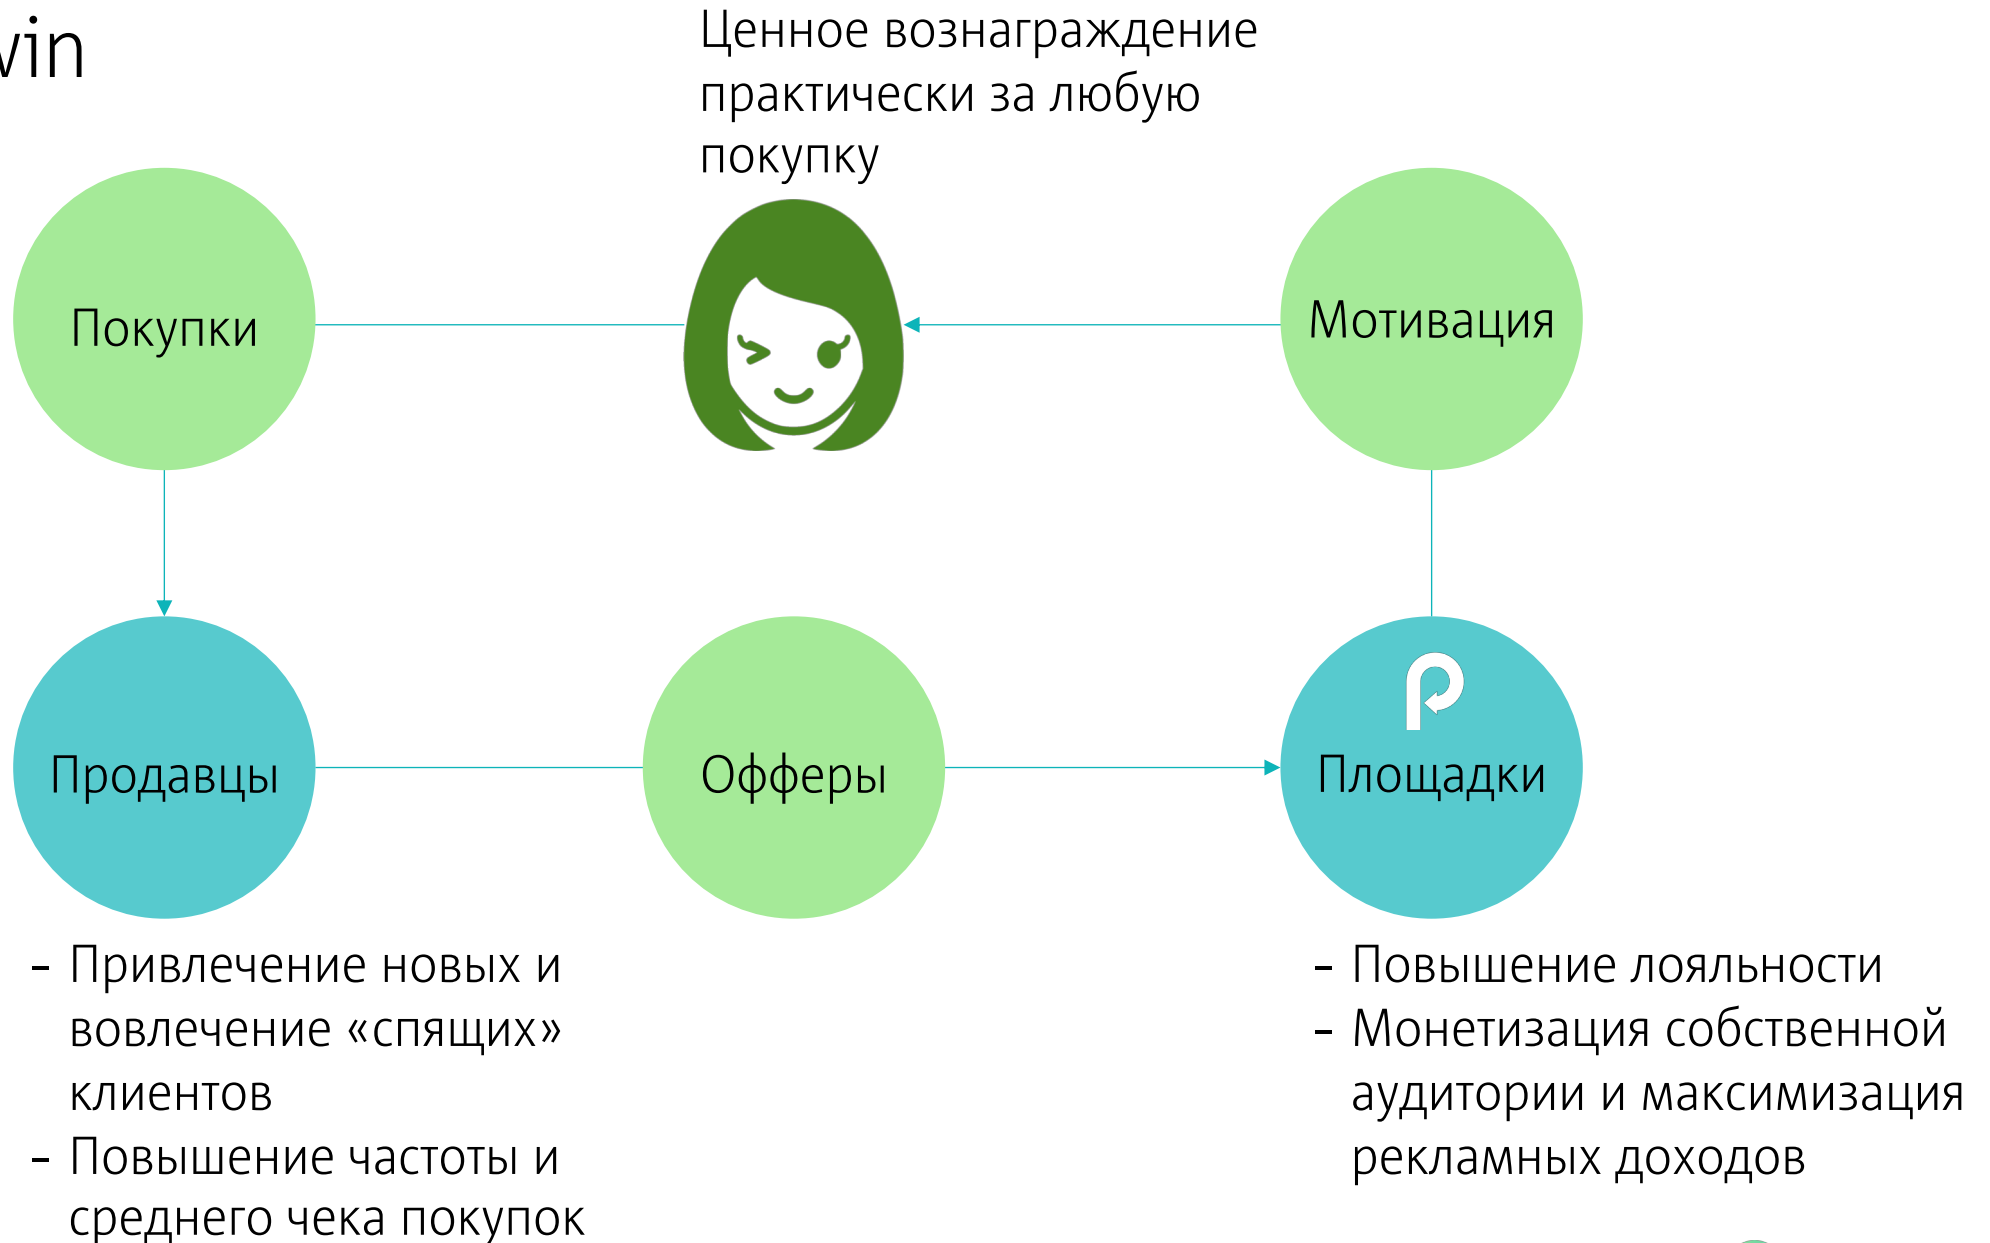 win
Ценное вознаграждение
практически за любую
покупку
Покупки
Мотивация
Продавцы
Офферы
Площадки
- Привлечение новых и
вовлечение «спящих»
клиентов
- Повышение частоты и
среднего чека покупок
- Повышение лояльности
- Монетизация собственной
аудитории и максимизация
рекламных доходов